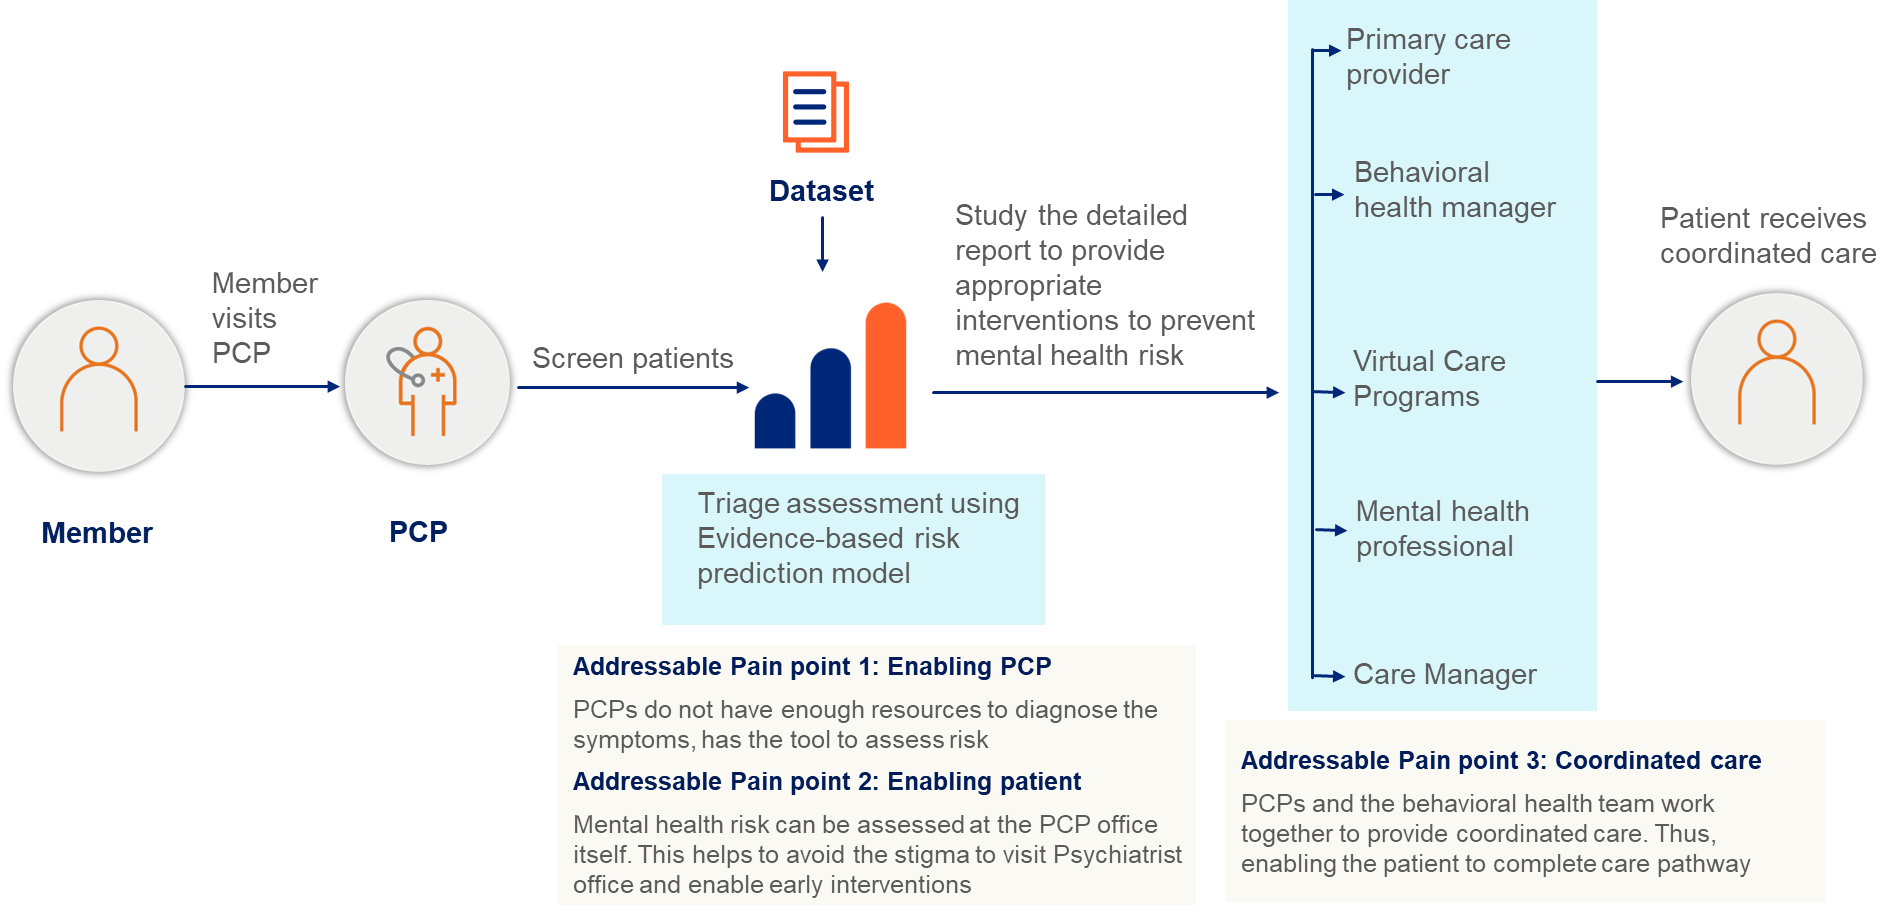 Member
visits
PCP
Member
PCP
Screen patients
Dataset
Triage assessment using
Evidence-based risk
prediction model
Study the detailed
report to provide
appropriate
interventions to prevent
mental health risk
Primary care
provider
Behavioral
health manager
Virtual Care
Programs
Mental health
professional
Care Manager
Patient receives
coordinated care
Addressable Pain point 1: Enabling PCP
PCPs do not have enough resources to diagnose the
symptoms, has the tool to assess risk
Addressable Pain point 2: Enabling patient
Mental health risk can be assessed at the PCP office
itself. This helps to avoid the stigma to visit Psychiatrist
office and enable early interventions
Addressable Pain point 3: Coordinated care
PCPs and the behavioral health team work
together to provide coordinated care. Thus,
enabling the patient to complete care pathway